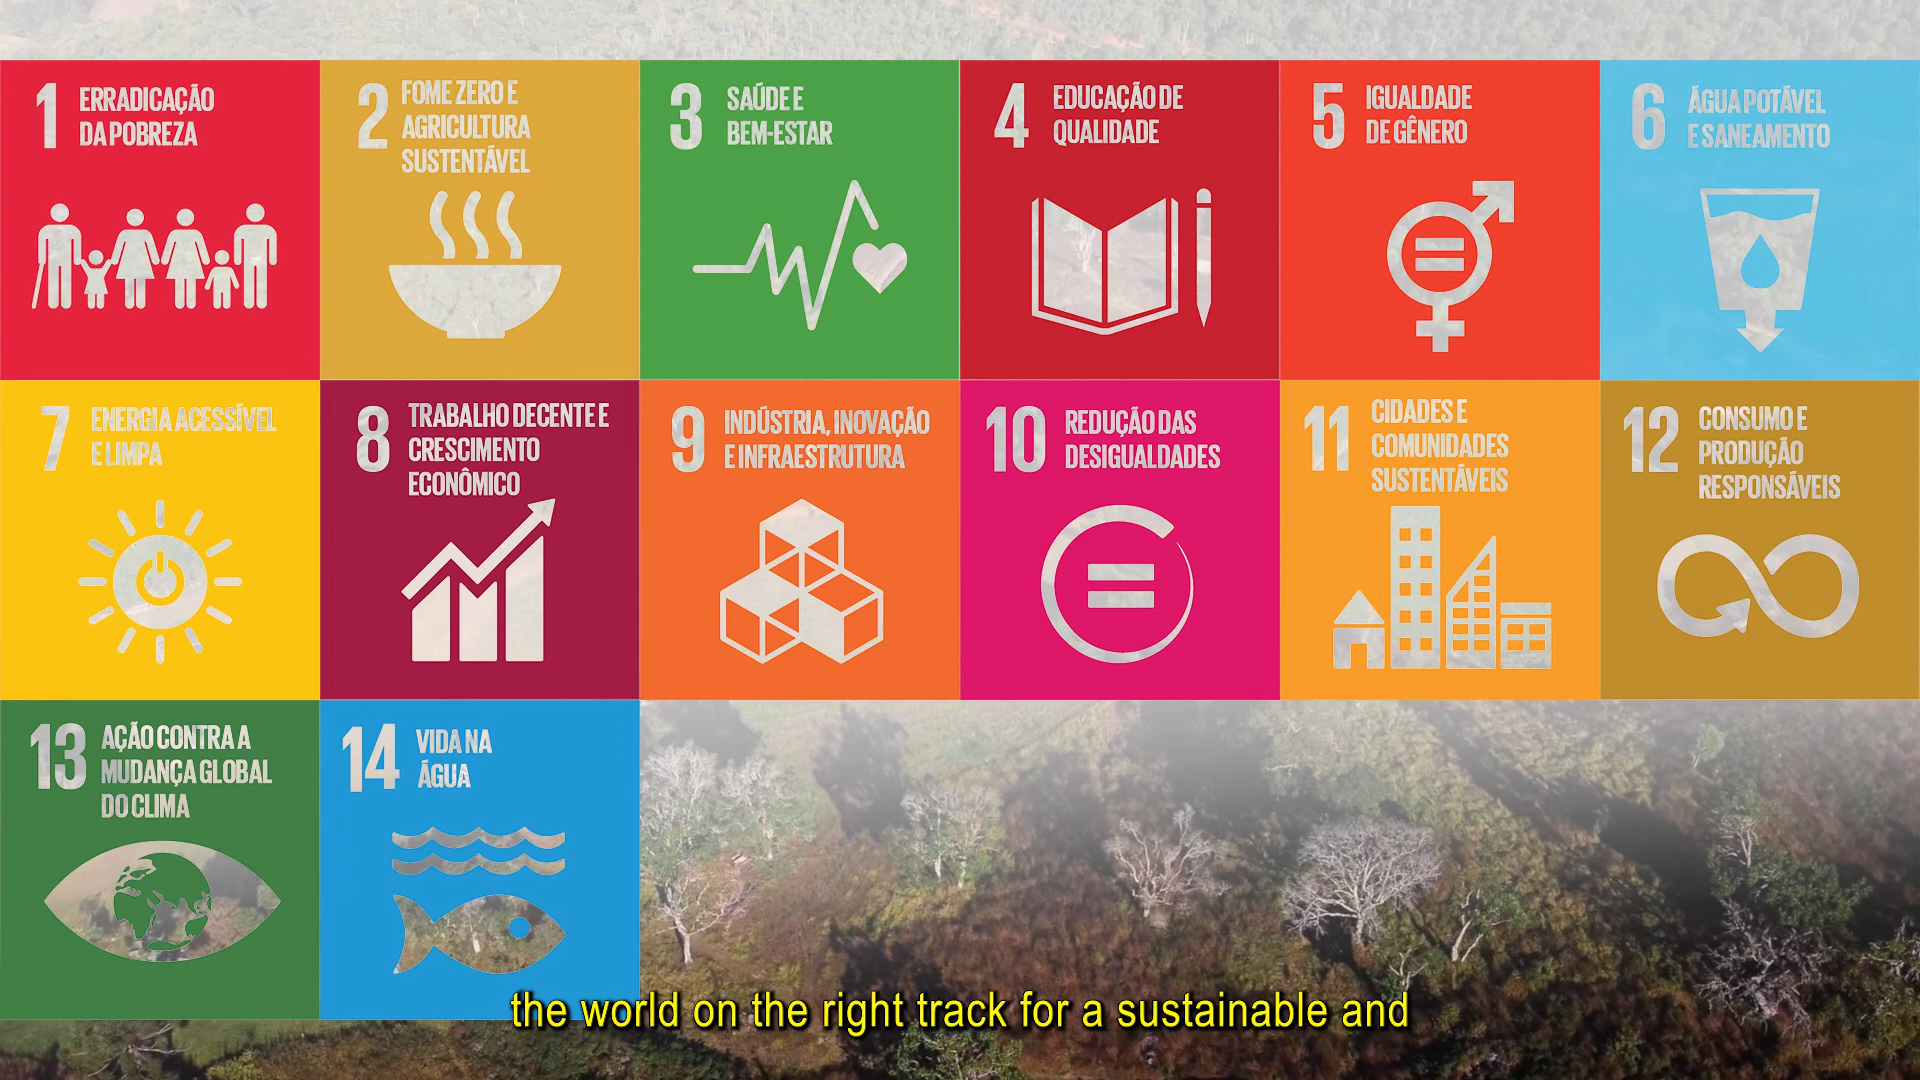 1 ERRADICAÇÃO
DA POBREZA
2 FOME ZERO E
AGRICULTURA
SUSTENTÁVEL
3 SAÚDE E
BEM-ESTAR
4 EDUCAÇÃO DE
QUALIDADE
5 IGUALDADE
DE GÊNERO
6 ÁGUA POTÁVEL
E SANEAMENTO
7 ENERGIA ACESSÍVEL
E LIMPA
8 TRABALHO DECENTE E
CRESCIMENTO
ECONÔMICO
9 INDÚSTRIA, INOVAÇÃO
E INFRAESTRUTURA
10 REDUÇÃO DAS
DESIGUALDADES
11 CIDADES E
COMUNIDADES
SUSTENTÁVEIS
12 CONSUMO E
PRODUÇÃO
RESPONSÁVEIS
13 AÇÃO CONTRA A
MUDANÇA GLOBAL
DO CLIMA
14 VIDA NA
ÁGUA
the world on the right track for a sustainable and